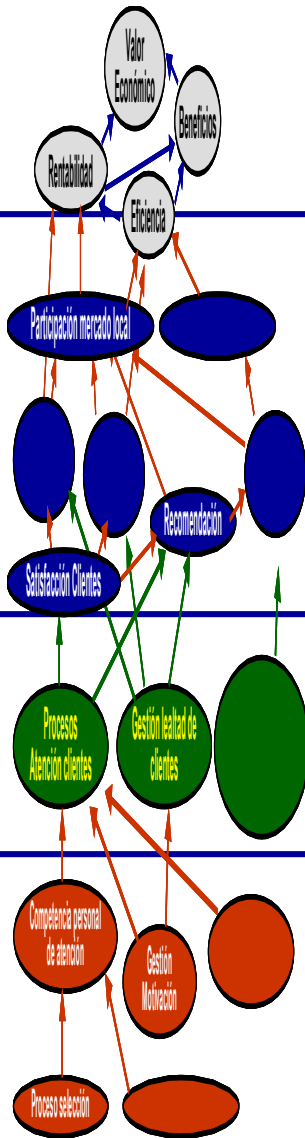 Valor
Económico
Beneficios
Rentabilidad
Eficiencia
Participación mercado local
Recomendación
Satisfacción Clientes
Procesos
Atención clientes
Gestión lealtad de
clientes
Competencia personal
de atención
Gestión
Motivación
Proceso selección